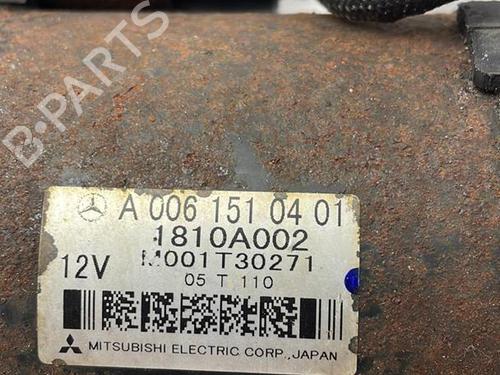 B-PARTS
A 006 151 04 01
1810A002
12V M001T30271
05 T 110
MITSUBISHI ELECTRIC CORP., JAPAN